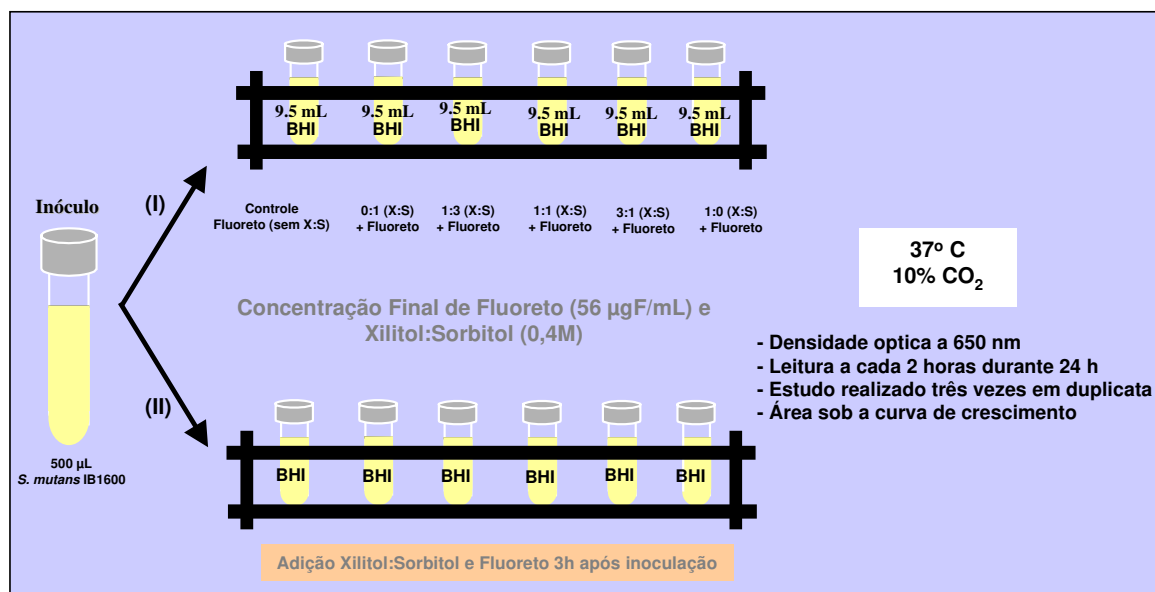 9.5 mL
BHI
9.5 mL
BHI
9.5 mL
BHI
9.5 mL
BHI
9.5 mL
BHI
9.5 mL
BHI
Inóculo
(I)
Controle
Fluoreto (sem X:S)
0:1 (X:S)
+ Fluoreto
1:3 (X:S)
+ Fluoreto
1:1 (X:S)
+ Fluoreto
3:1 (X:S)
+ Fluoreto
1:0 (X:S)
+ Fluoreto
37º C
10% CO₂
Concentração Final de Fluoreto (56 µgF/mL) e
Xilitol:Sorbitol (0,4M)
- Densidade optica a 650 nm
- Leitura a cada 2 horas durante 24 h
- Estudo realizado três vezes em duplicata
- Área sob a curva de crescimento
(II)
500 µL
S. mutans IB1600
BHI
BHI
BHI
BHI
BHI
BHI
Adição Xilitol:Sorbitol e Fluoreto 3h após inoculação